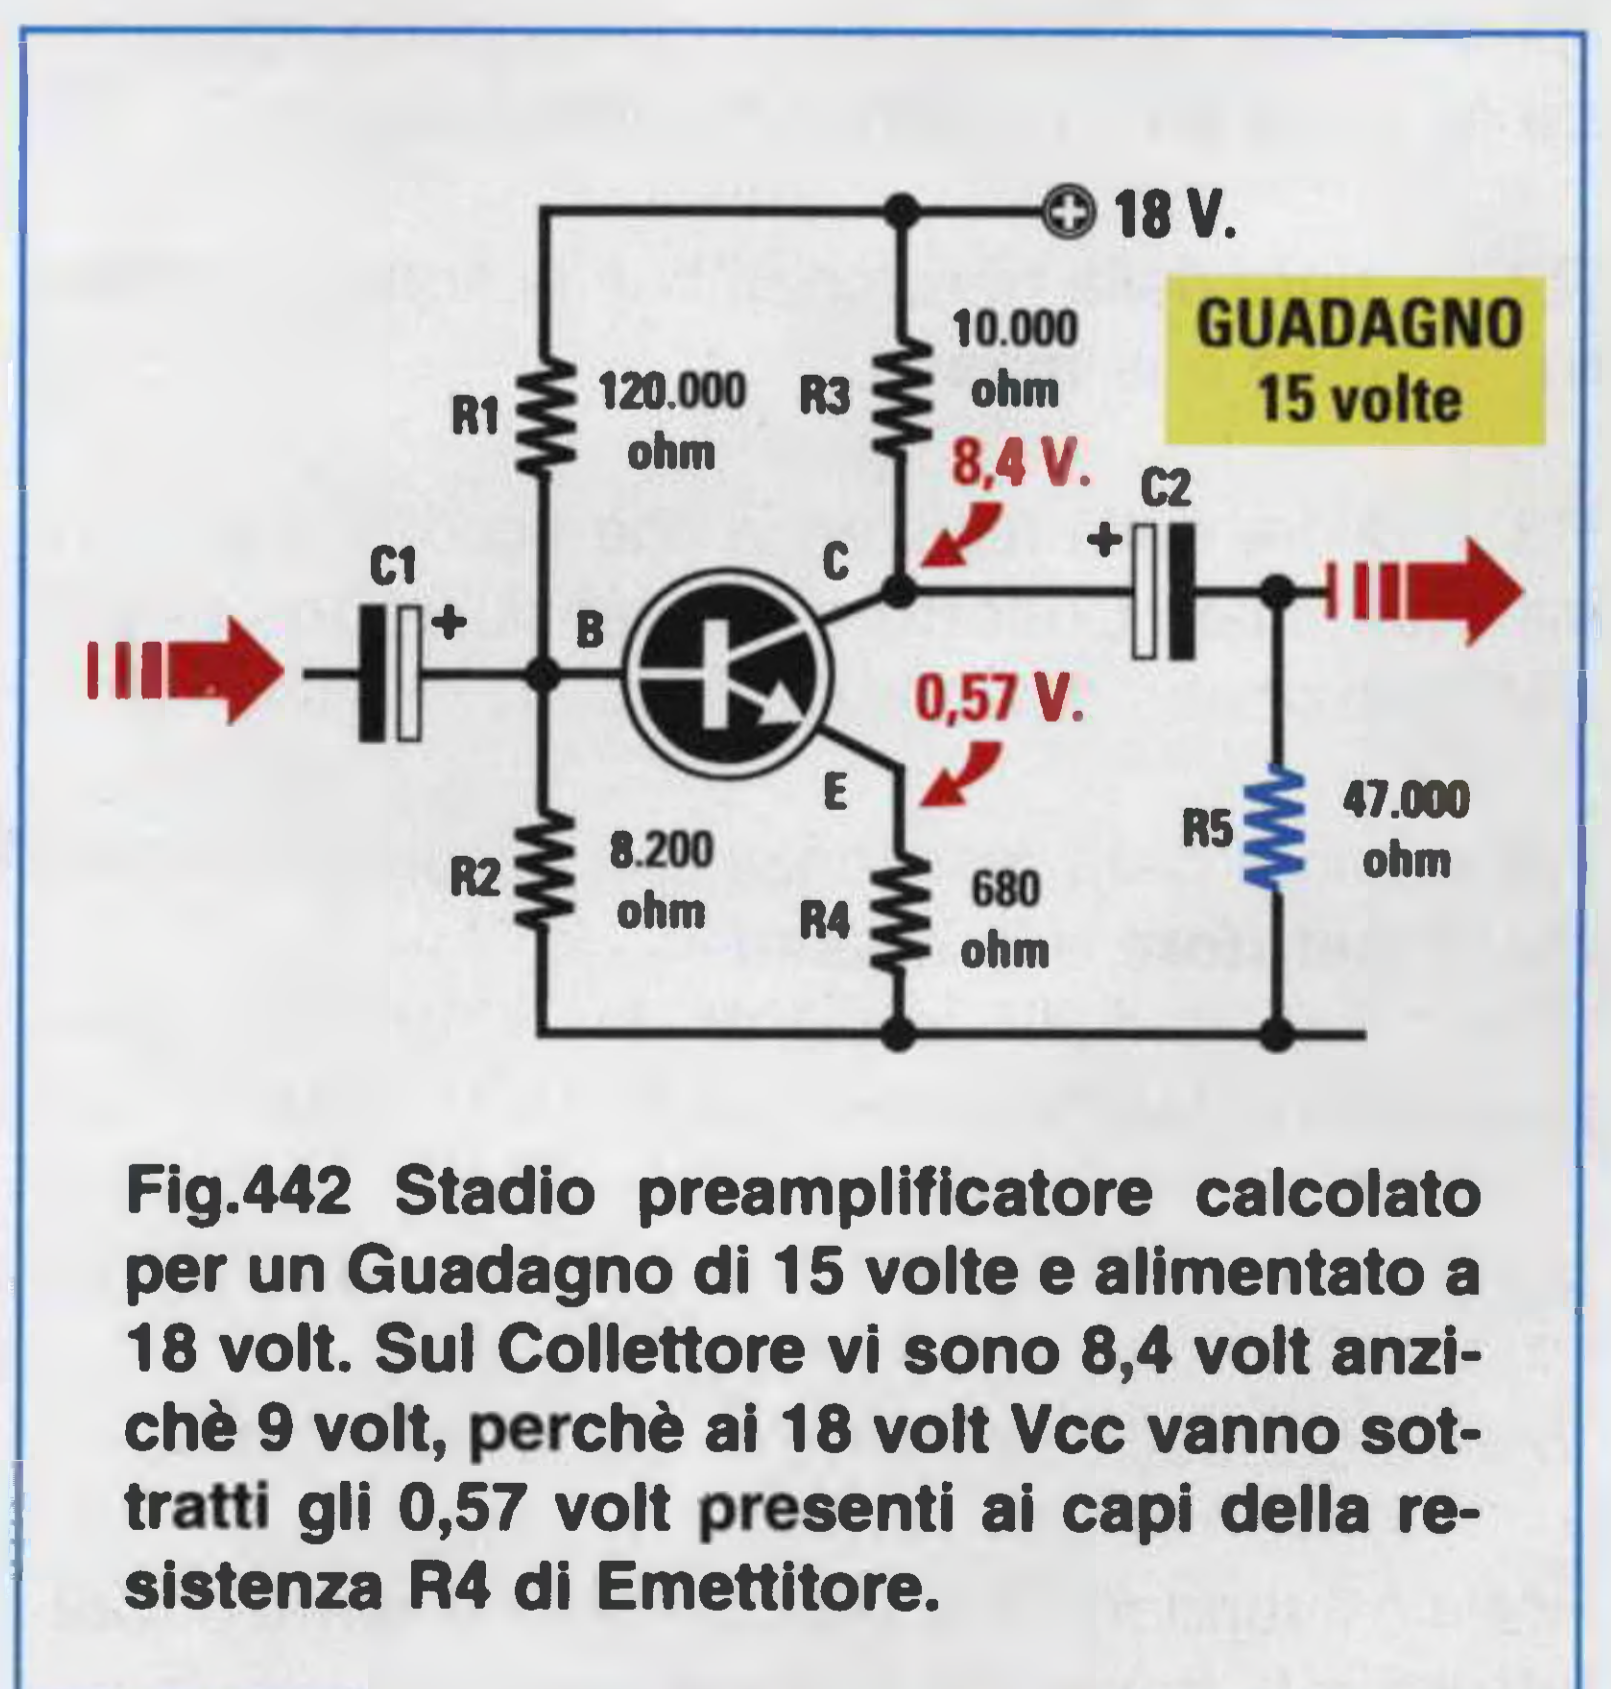 18 V.
GUADAGNO
15 volte
10.000
ohm
R3
R1
120.000
ohm
8,4 V.
C2
+
C
C1
+
B
0,57 V.
E
R5
47.000
ohm
R2
8.200
ohm
R4
680
ohm
Fig.442 Stadio preamplificatore calcolato
per un Guadagno di 15 volte e alimentato a
18 volt. Sul Collettore vi sono 8,4 volt anzi-
chè 9 volt, perchè ai 18 volt Vcc vanno sot-
tratti gli 0,57 volt presenti ai capi della re-
sistenza R4 di Emettitore.